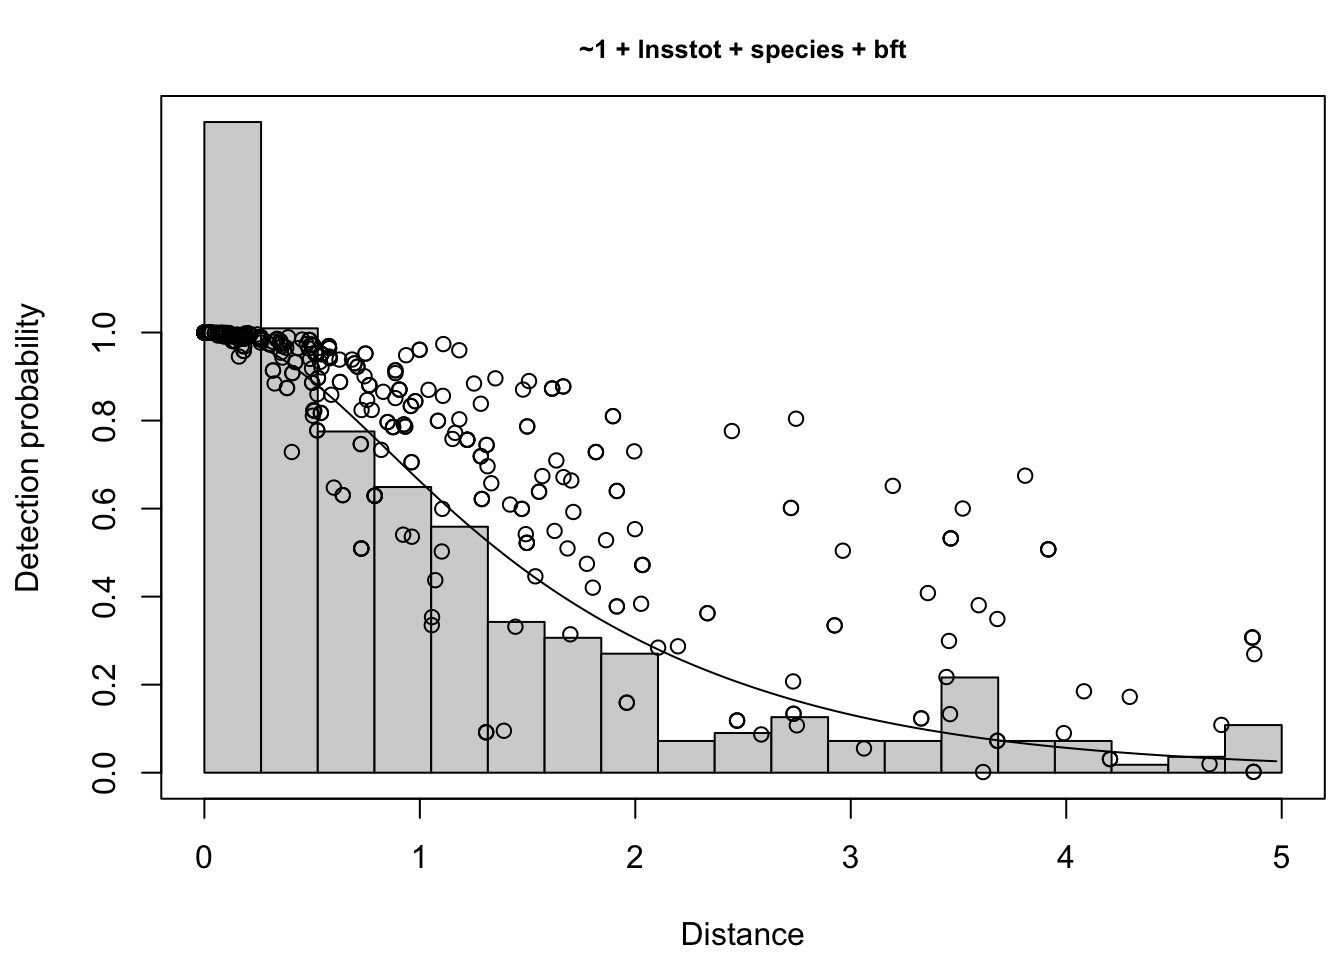 ~1 + lnsstot + species + bft
Detection probability
1.0
0.8
0.6
0.4
0.2
0.0
0 1 2 3 4 5
Distance